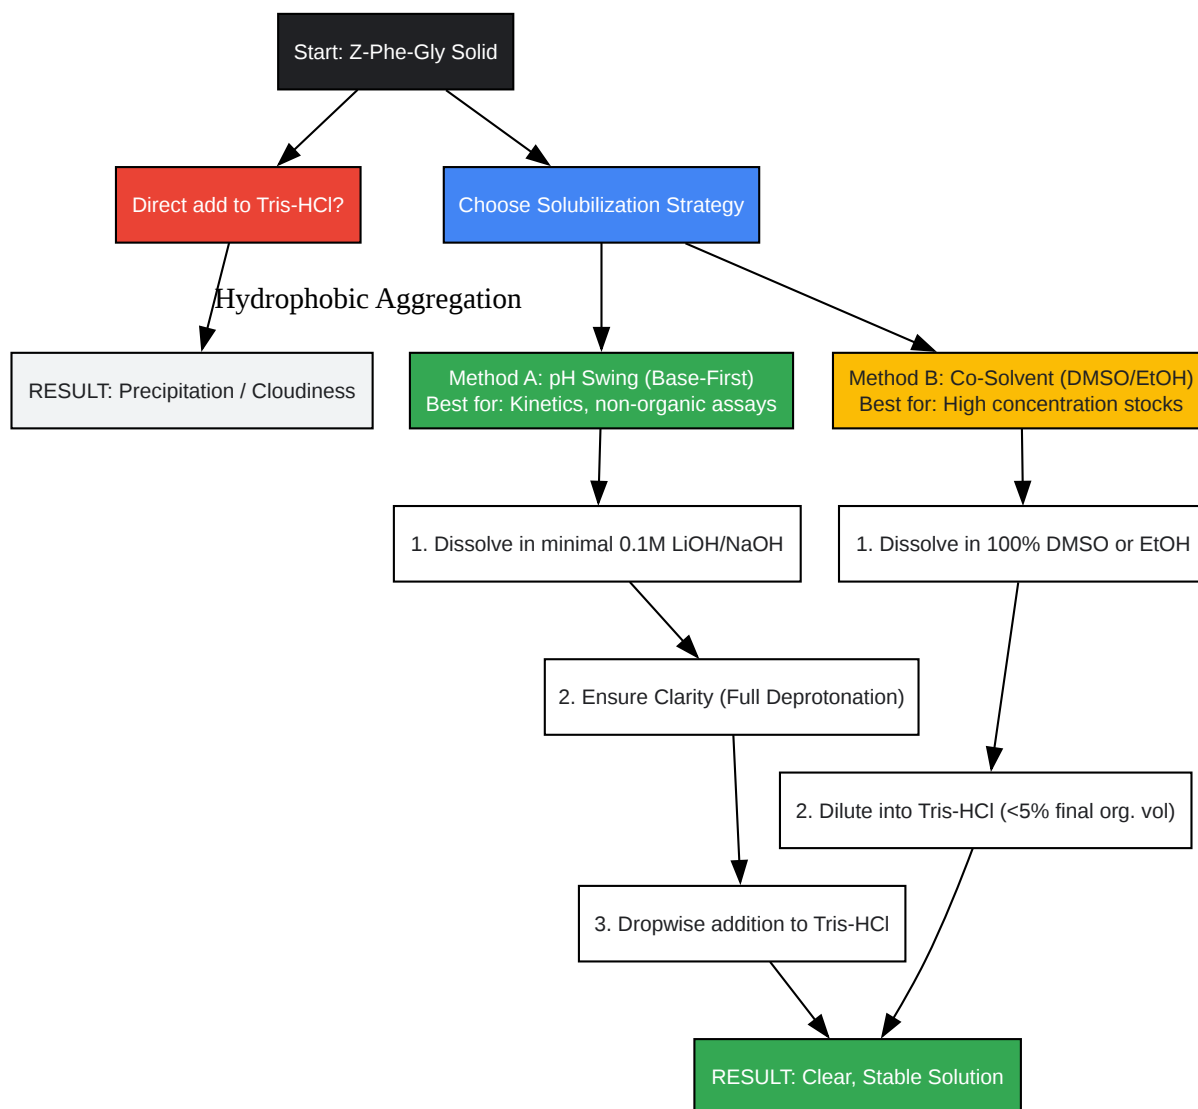 Start: Z-Phe-Gly Solid
Direct add to Tris-HCl?
Choose Solubilization Strategy
Hydrophobic Aggregation
RESULT: Precipitation / Cloudiness
Method A: pH Swing (Base-First)
Best for: Kinetics, non-organic assays
Method B: Co-Solvent (DMSO/EtOH)
Best for: High concentration stocks
1. Dissolve in minimal 0.1M LiOH/NaOH
1. Dissolve in 100% DMSO or EtOH
2. Ensure Clarity (Full Deprotonation)
2. Dilute into Tris-HCl (<5% final org. vol)
3. Dropwise addition to Tris-HCl
RESULT: Clear, Stable Solution